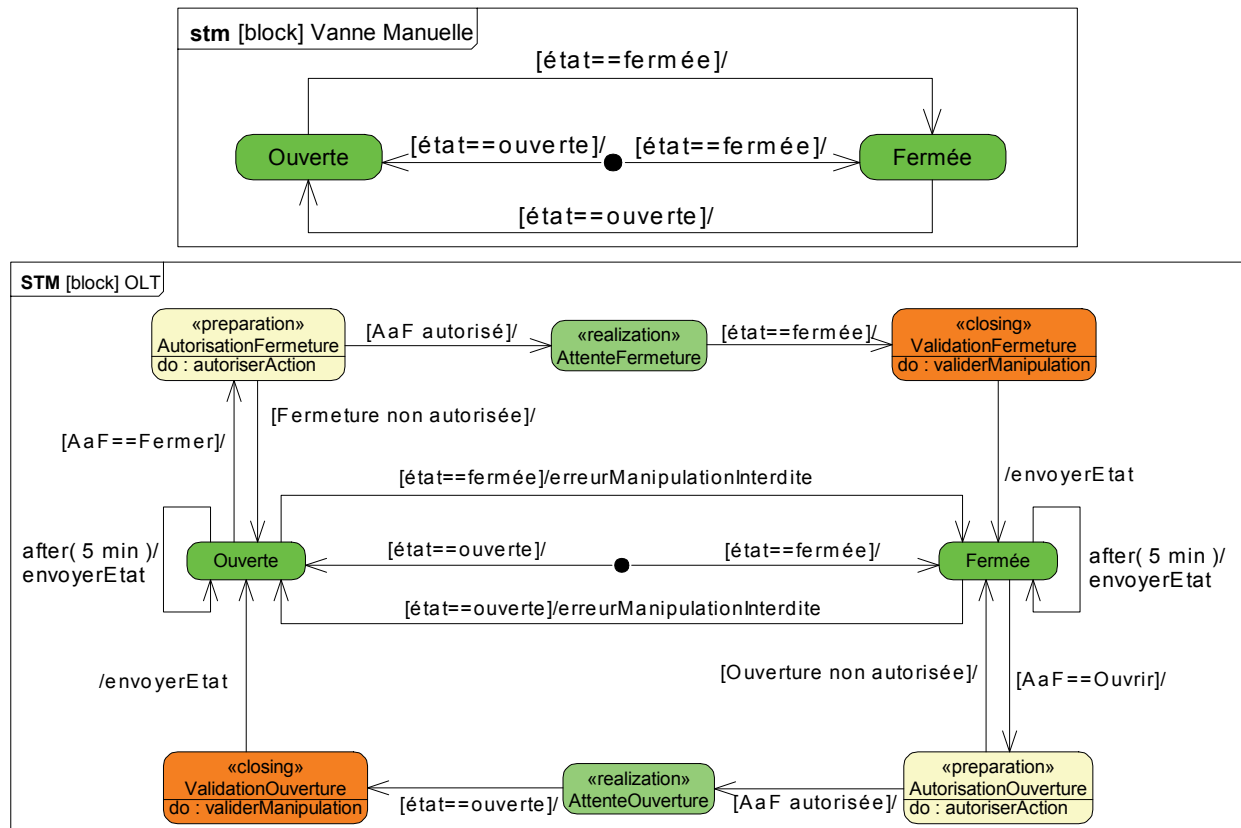 stm [block] Vanne Manuelle
[état==fermée]/
Ouverte
[état==ouverte]/
[état==fermée]/
Fermée
[état==ouverte]/
STM [block] OLT
«preparation»
AutorisationFermeture
do : autoriserAction
[AaF autorisé]/
«realization»
AttenteFermeture
[état==fermée]/
«closing»
ValidationFermeture
do : validerManipulation
[AaF==Fermer]/
[Fermeture non autorisée]/
/envoyerEtat
[état==fermée]/erreurManipulationInterdite
after( 5 min )/
envoyerEtat
Ouverte
[état==ouverte]/
[état==fermée]/
Fermée
after( 5 min )/
envoyerEtat
[état==ouverte]/erreurManipulationInterdite
/envoyerEtat
[Ouverture non autorisée]/
[AaF==Ouvrir]/
«closing»
ValidationOuverture
do : validerManipulation
[état==ouverte]/
«realization»
AttenteOuverture
[AaF autorisée]/
«preparation»
AutorisationOuverture
do : autoriserAction